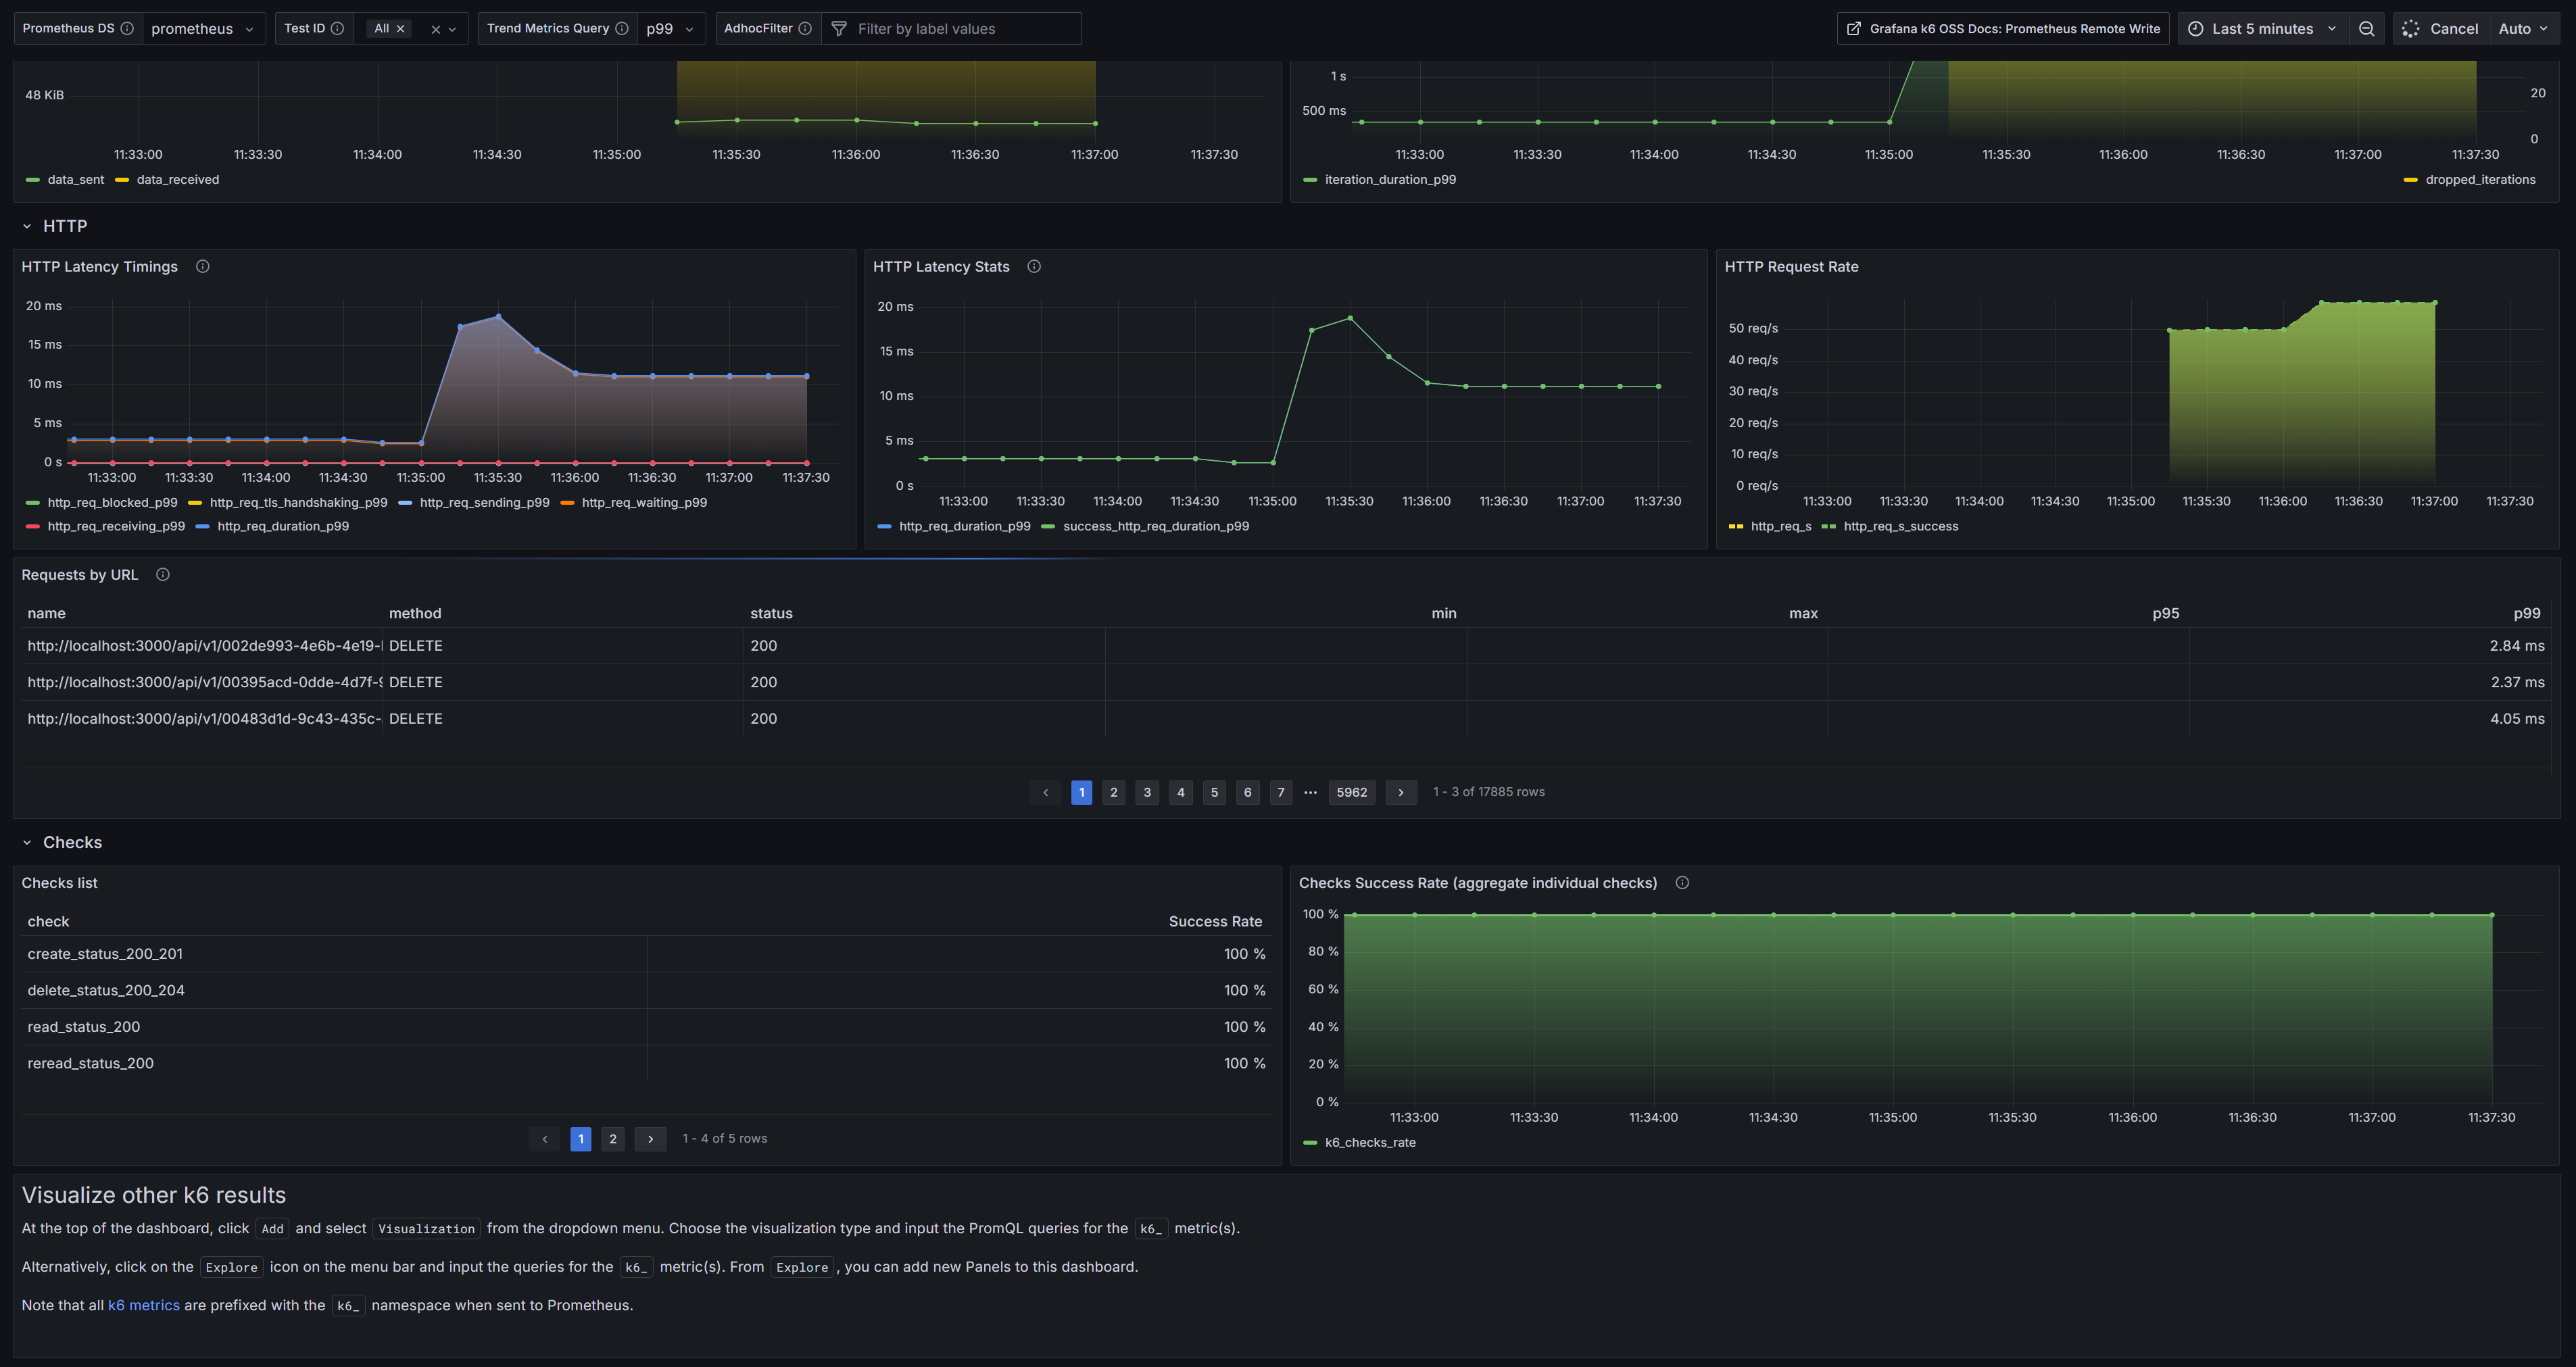 Prometheus DS prometheus Test ID All Trend Metrics Query p99 AdhocFilter Filter by label values Grafana k6 OSS Docs: Prometheus Remote Write Last 5 minutes Cancel Auto
48 KiB
11:33:00 11:33:30 11:34:00 11:34:30 11:35:00 11:35:30 11:36:00 11:36:30 11:37:00 11:37:30
data_sent data_received
1 s
500 ms
20
0
11:33:00 11:33:30 11:34:00 11:34:30 11:35:00 11:35:30 11:36:00 11:36:30 11:37:00 11:37:30
iteration_duration_p99 dropped_iterations
HTTP
HTTP Latency Timings
20 ms
15 ms
10 ms
5 ms
0 s
11:33:00 11:33:30 11:34:00 11:34:30 11:35:00 11:35:30 11:36:00 11:36:30 11:37:00 11:37:30
http_req_blocked_p99 http_req_tls_handshaking_p99 http_req_sending_p99 http_req_waiting_p99
http_req_receiving_p99 http_req_duration_p99
HTTP Latency Stats
20 ms
15 ms
10 ms
5 ms
0 s
11:33:00 11:33:30 11:34:00 11:34:30 11:35:00 11:35:30 11:36:00 11:36:30 11:37:00 11:37:30
http_req_duration_p99 success_http_req_duration_p99
HTTP Request Rate
50 req/s
40 req/s
30 req/s
20 req/s
10 req/s
0 req/s
11:33:00 11:33:30 11:34:00 11:34:30 11:35:00 11:35:30 11:36:00 11:36:30 11:37:00 11:37:30
http_req_s http_req_s_success
Requests by URL
name method status min max p95 p99
http://localhost:3000/api/v1/002de993-4e6b-4e19- DELETE 200 2.84 ms
http://localhost:3000/api/v1/00395acd-0dde-4d7f- DELETE 200 2.37 ms
http://localhost:3000/api/v1/00483d1d-9c43-435c- DELETE 200 4.05 ms
1 2 3 4 5 6 7 ... 5962 1 - 3 of 17885 rows
Checks
Checks list
check Success Rate
create_status_200_201 100 %
delete_status_200_204 100 %
read_status_200 100 %
reread_status_200 100 %
1 2 1 - 4 of 5 rows
Checks Success Rate (aggregate individual checks)
100 %
80 %
60 %
40 %
20 %
0 %
11:33:00 11:33:30 11:34:00 11:34:30 11:35:00 11:35:30 11:36:00 11:36:30 11:37:00 11:37:30
k6_checks_rate
Visualize other k6 results
At the top of the dashboard, click Add and select Visualization from the dropdown menu. Choose the visualization type and input the PromQL queries for the k6_ metric(s).
Alternatively, click on the Explore icon on the menu bar and input the queries for the k6_ metric(s). From Explore, you can add new Panels to this dashboard.
Note that all k6 metrics are prefixed with the k6_ namespace when sent to Prometheus.